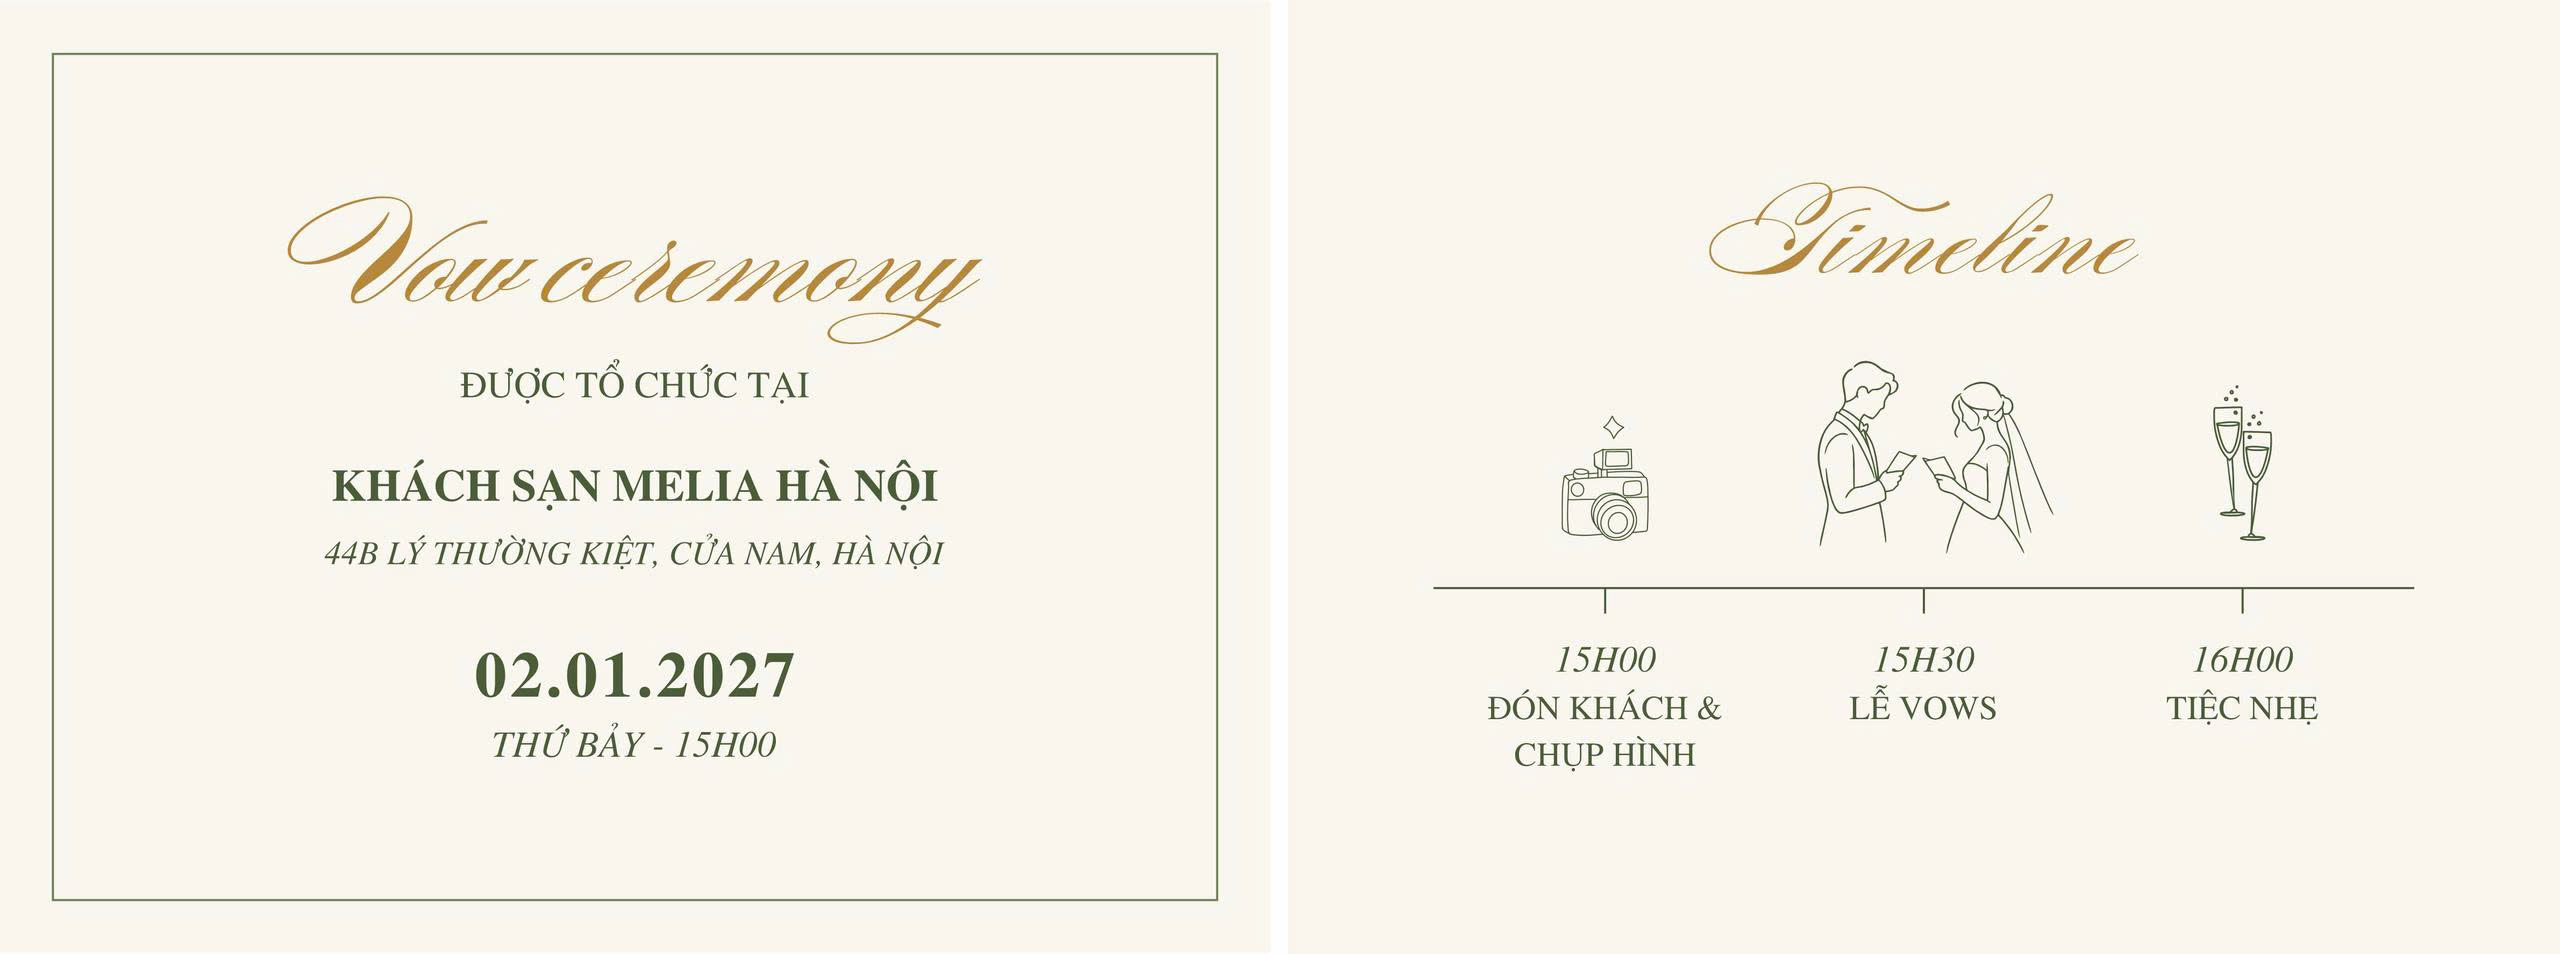 Vow ceremony
ĐƯỢC TỔ CHỨC TẠI
KHÁCH SẠN MELIA HÀ NỘI
44B LÝ THƯỜNG KIỆT, CỬA NAM, HÀ NỘI
02.01.2027
THỨ BẢY - 15H00
Timeline
15H00
ĐÓN KHÁCH &
CHỤP HÌNH
15H30
LỄ VOWS
16H00
TIỆC NHẸ